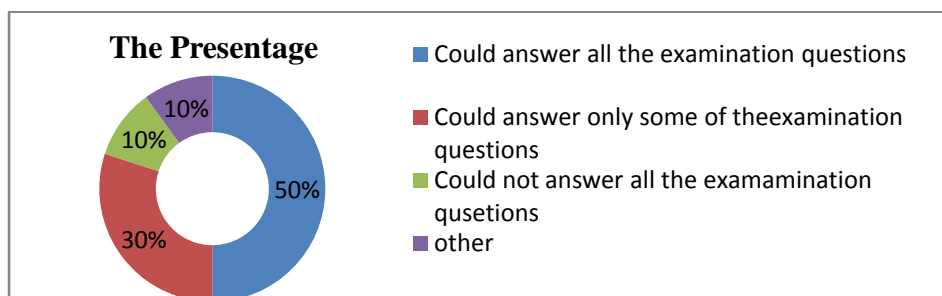 The Presentage
10%
10%
50%
30%
Could answer all the examination questions
Could answer only some of theexamination
questions
Could not answer all the examamination
qusetions
other